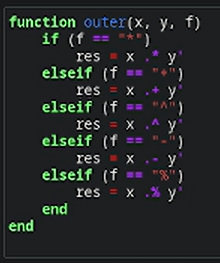 function outer(x, y, f)
    if (f == "*")
        res = x .* y'
    elseif (f == "+")
        res = x .+ y'
    elseif (f == "^")
        res = x .^ y'
    elseif (f == "-")
        res = x .- y'
    elseif (f == "%")
        res = x .% y'
    end
end